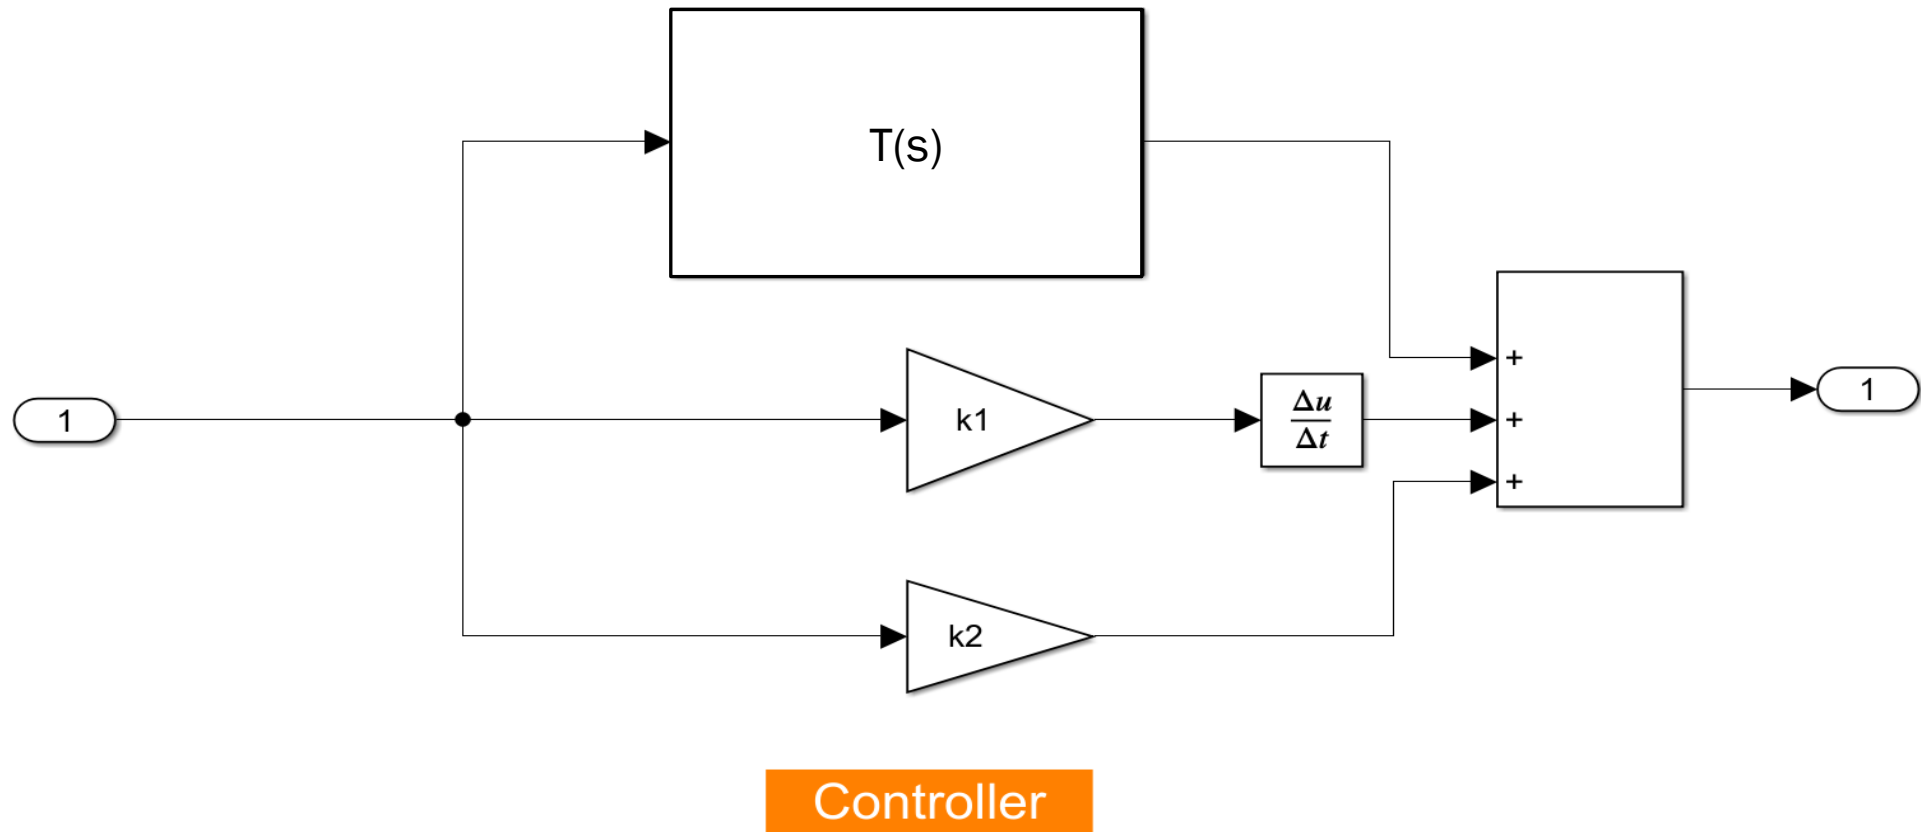 T(s)
+
1
k1
Δu
Δt
+
1
+
k2
Controller